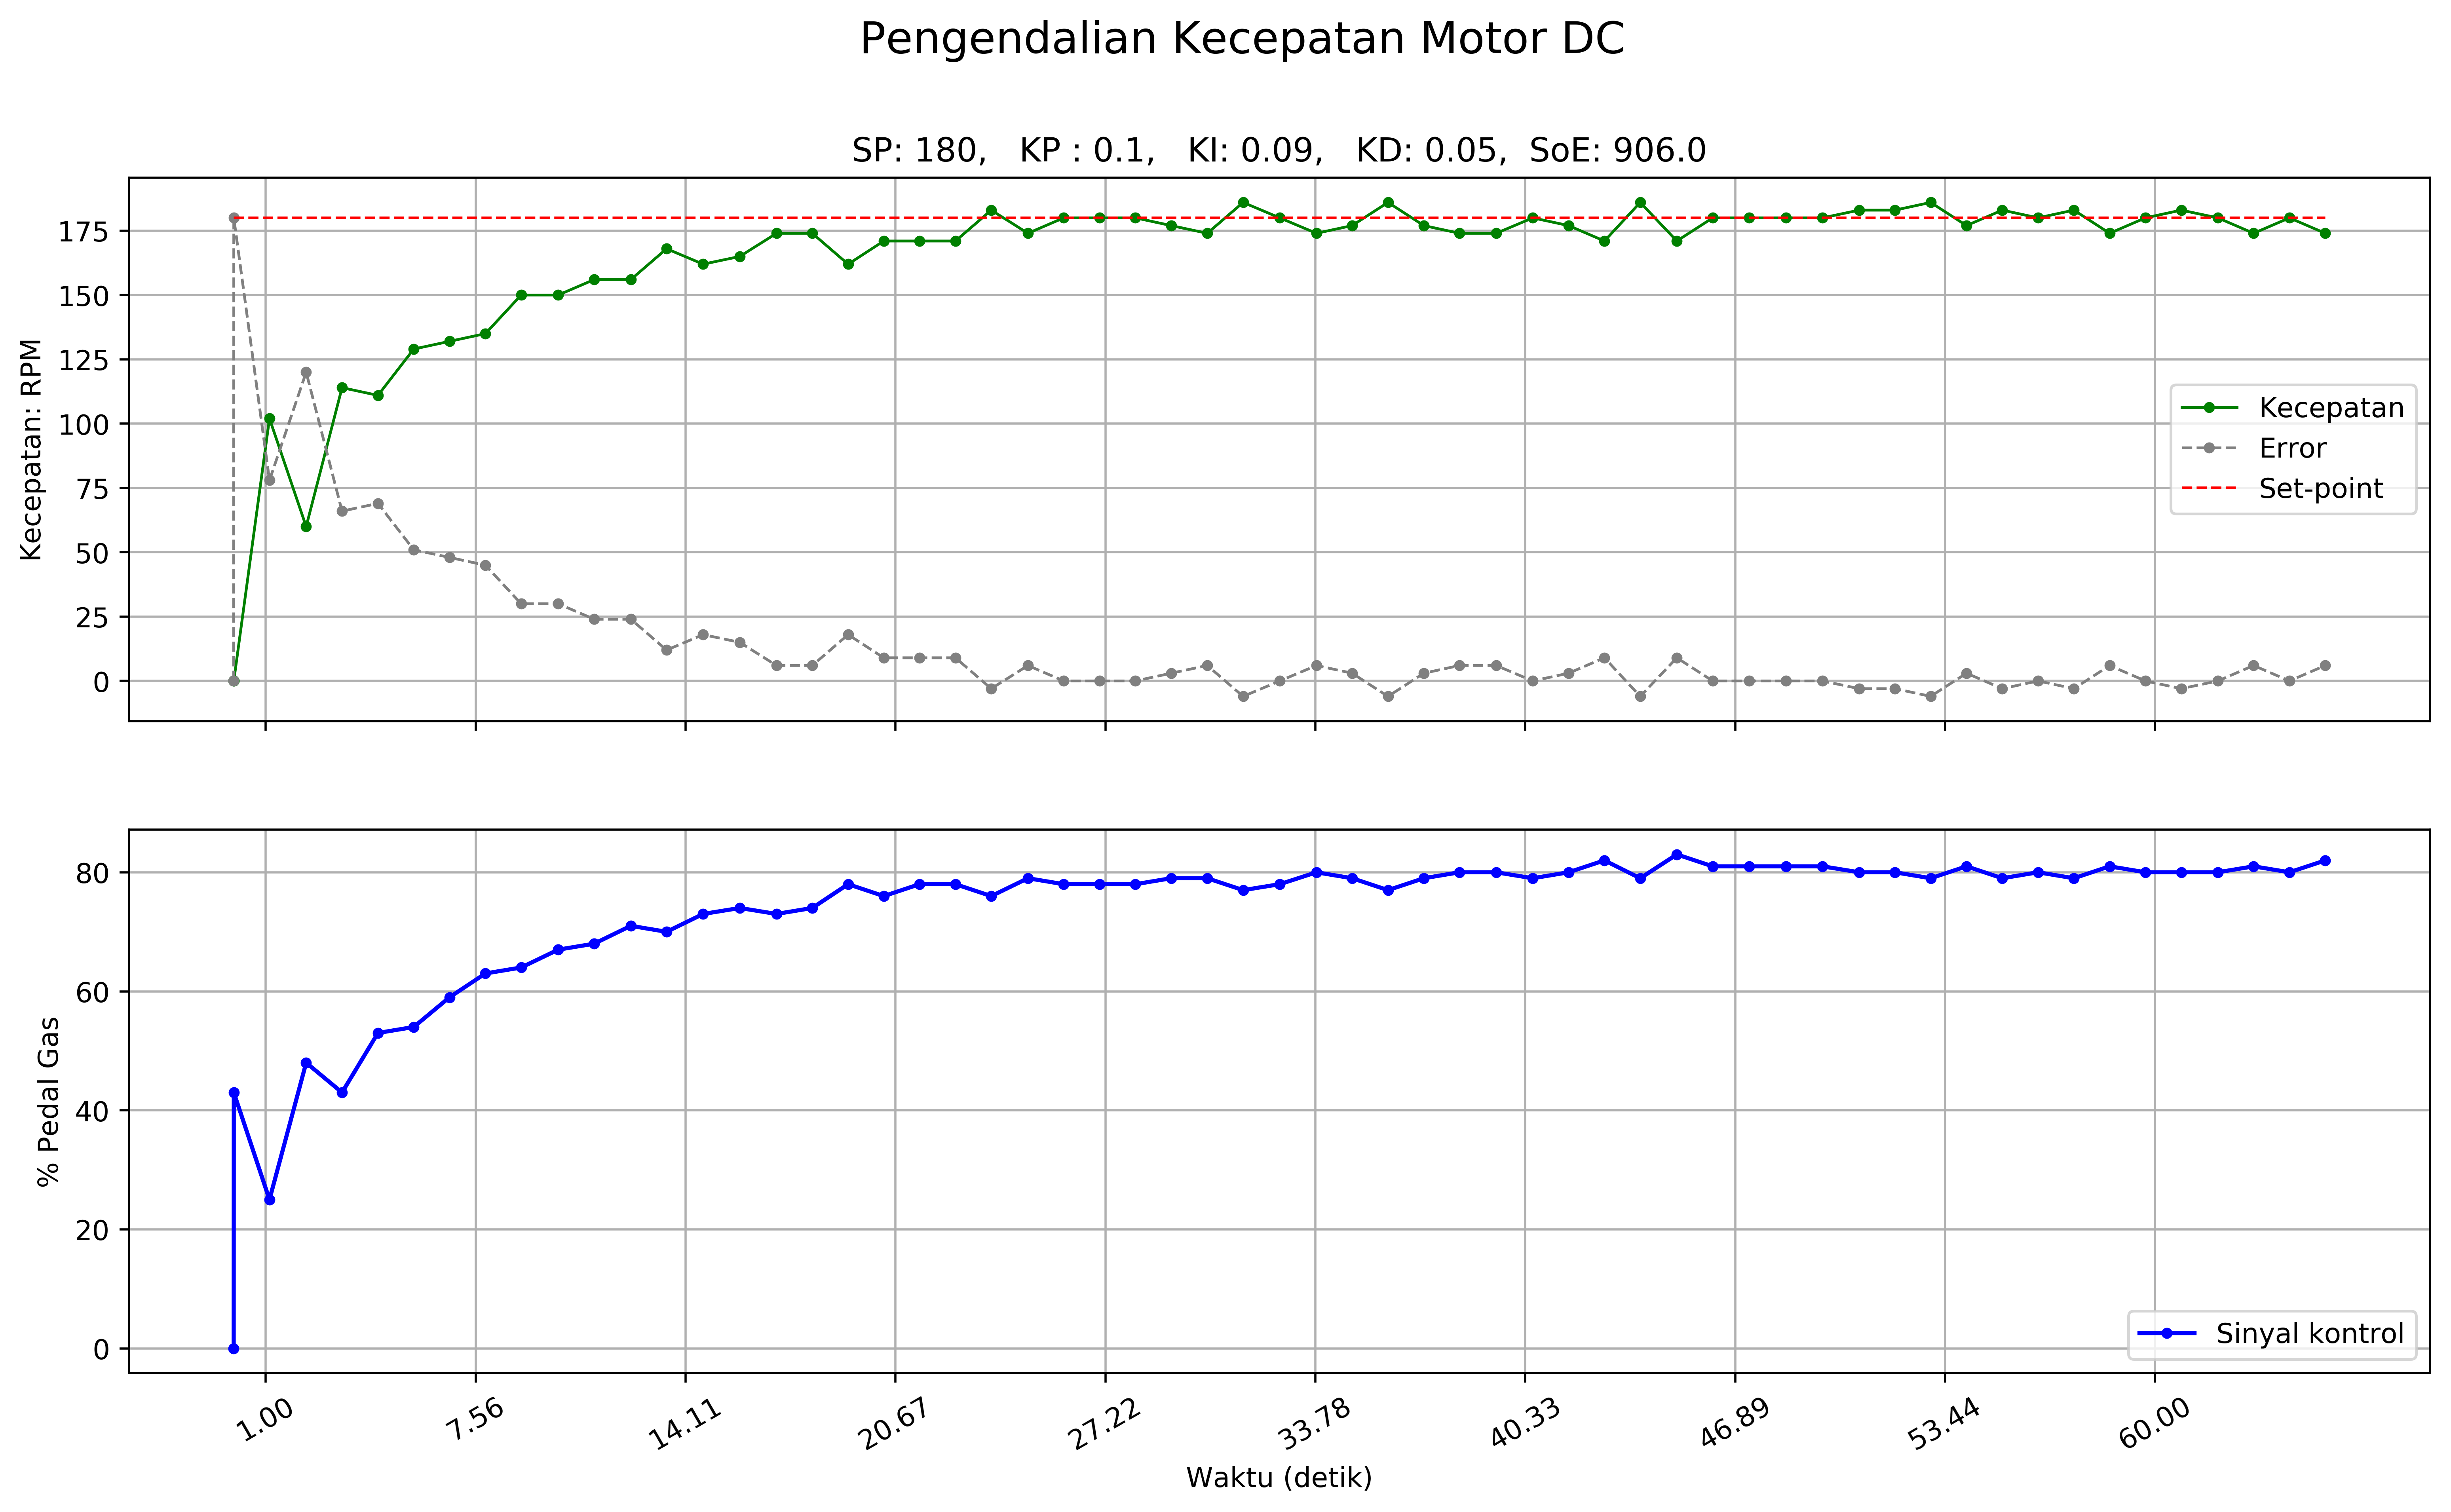 Pengendalian Kecepatan Motor DC
SP: 180,   KP : 0.1,   KI: 0.09,   KD: 0.05,  SoE: 906.0
Kecepatan: RPM
175
150
125
100
75
50
25
0
Kecepatan
Error
Set-point
% Pedal Gas
80
60
40
20
0
Sinyal kontrol
1.00 7.56 14.11 20.67 27.22 33.78 40.33 46.89 53.44 60.00
Waktu (detik)